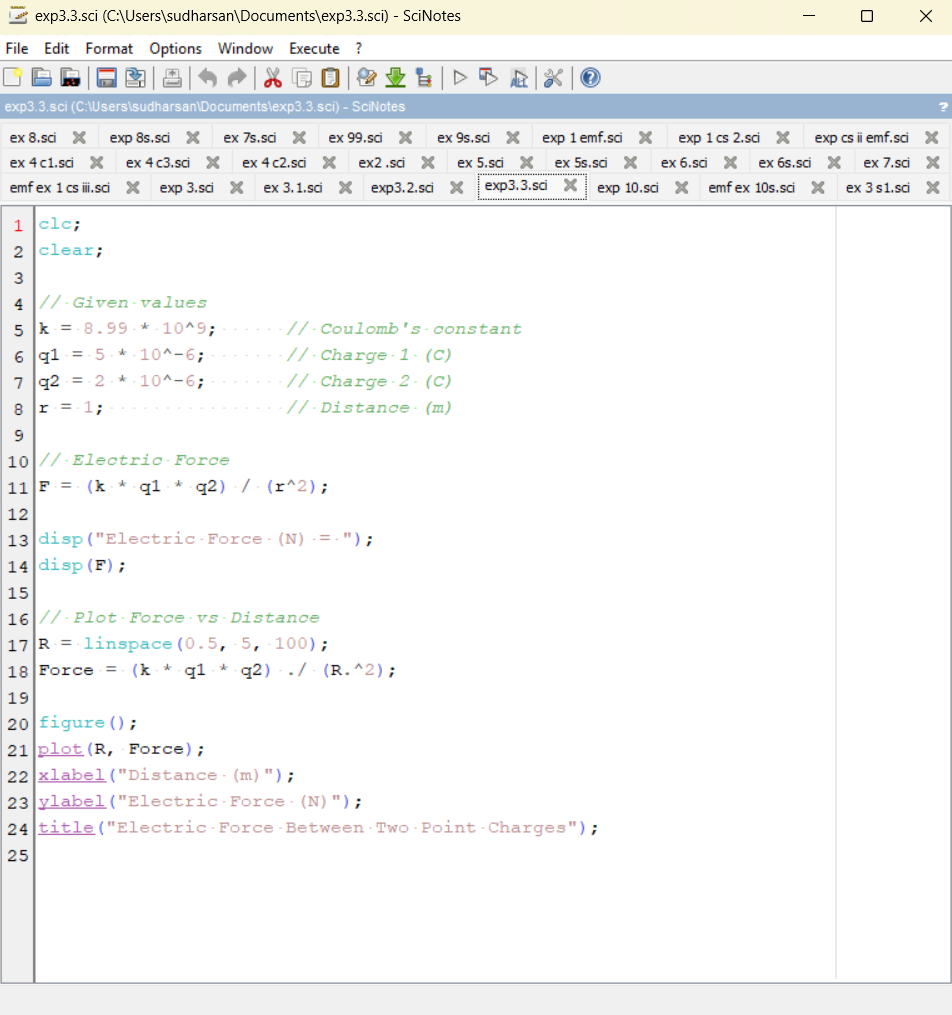 exp3.3.sci (C:\Users\sudharsan\Documents\exp3.3.sci) - SciNotes
File Edit Format Options Window Execute ?
exp3.3.sci (C:\Users\sudharsan\Documents\exp3.3.sci) - SciNotes ?
ex 8.sci exp 8s.sci ex 7s.sci ex 99.sci ex 9s.sci exp 1 emf.sci exp 1 cs 2.sci exp cs ii emf.sci
ex 4 c1.sci ex 4 c3.sci ex 4 c2.sci ex2 .sci ex 5.sci ex 5s.sci ex 6.sci ex 6s.sci ex 7.sci
emf ex 1 cs iii.sci exp 3.sci ex 3.1.sci exp3.2.sci exp3.3.sci exp 10.sci emf ex 10s.sci ex 3 s1.sci
1 clc;
2 clear;
3
4 // Given values
5 k = 8.99 * 10^9; // Coulomb's constant
6 q1 = 5 * 10^-6; // Charge 1 (C)
7 q2 = 2 * 10^-6; // Charge 2 (C)
8 r = 1; // Distance (m)
9
10 // Electric Force
11 F = (k * q1 * q2) / (r^2);
12
13 disp("Electric Force (N) = ");
14 disp(F);
15
16 // Plot Force vs Distance
17 R = linspace(0.5, 5, 100);
18 Force = (k * q1 * q2) ./ (R.^2);
19
20 figure();
21 plot(R, Force);
22 xlabel("Distance (m)");
23 ylabel("Electric Force (N)");
24 title("Electric Force Between Two Point Charges");
25